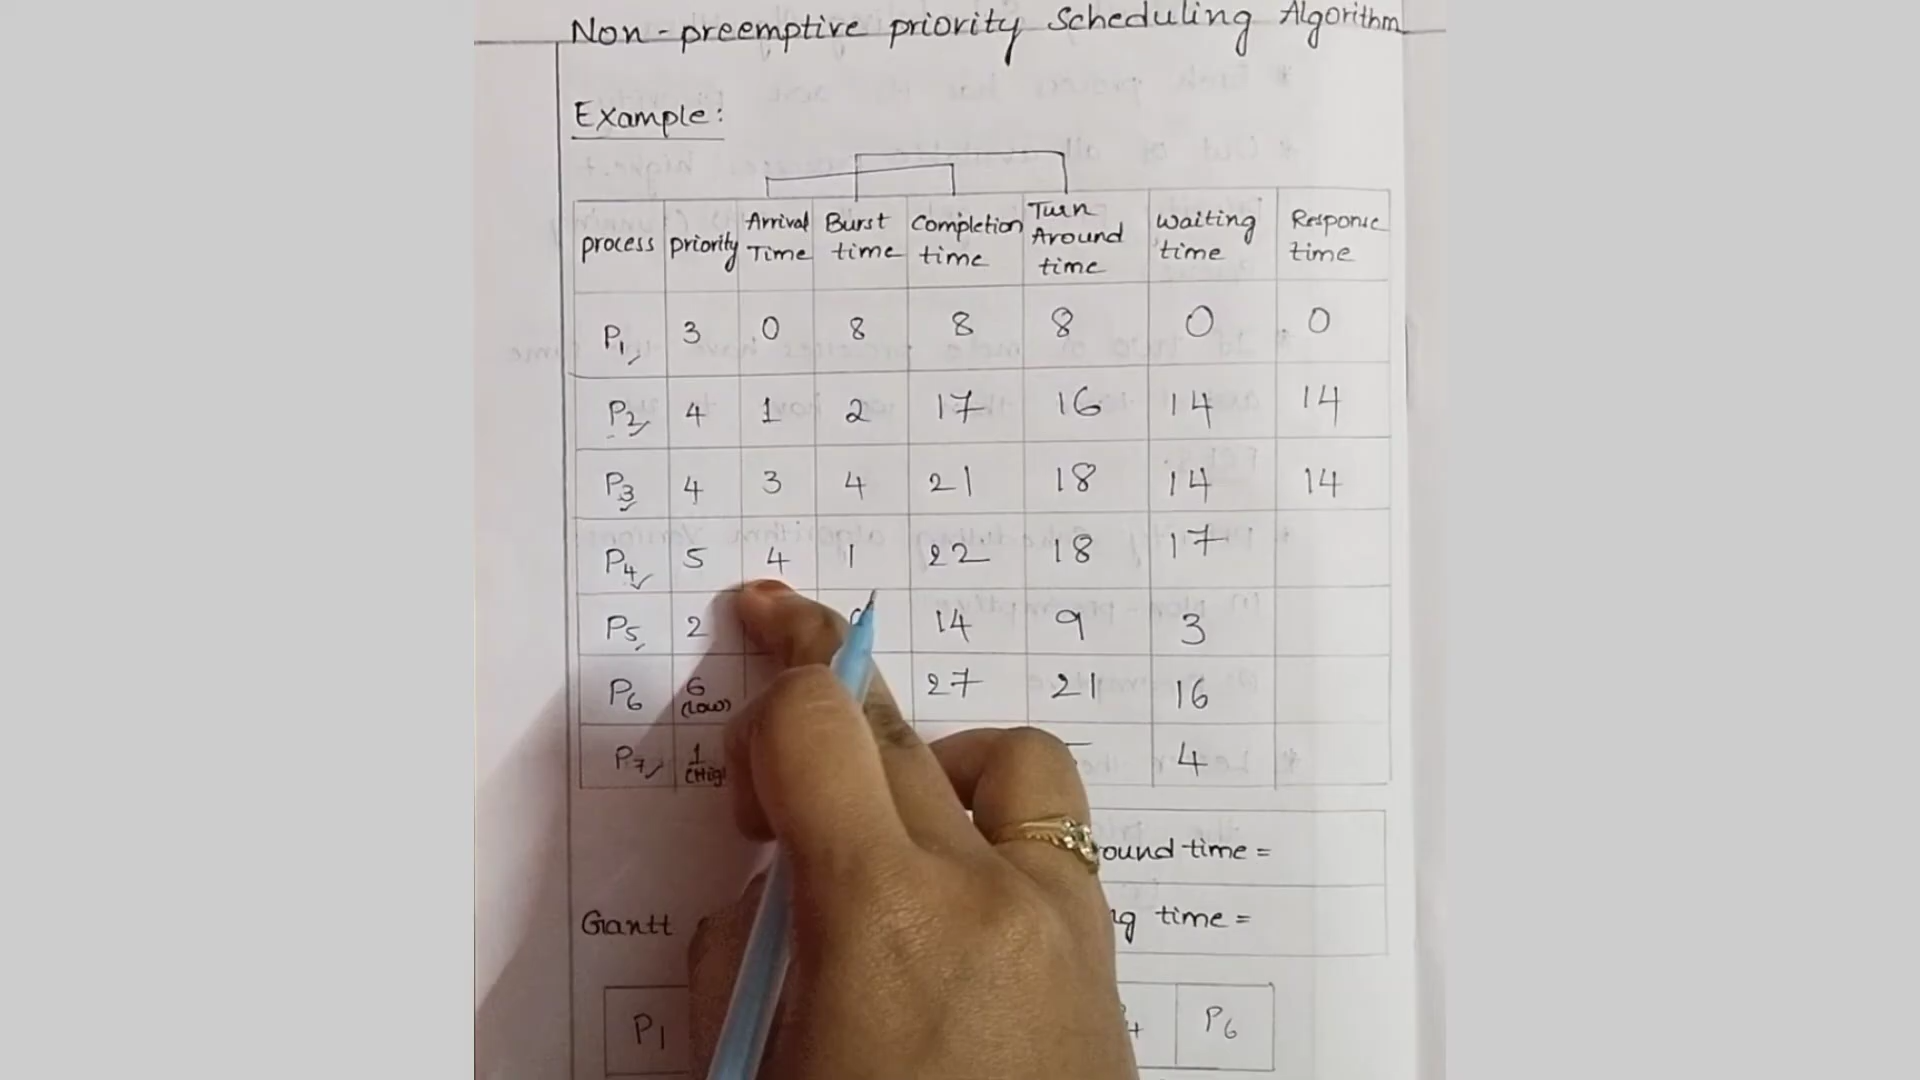 Non-preemptive priority Scheduling Algorithm
Example:
process priority Arrival Time Burst time Completion time Turn Around time Waiting time Response time
P1 3 0 8 8 8 0 0
P2 4 1 2 17 16 14 14
P3 4 3 4 21 18 14 14
P4 5 4 1 22 18 17
P5 2 14 9 3
P6 6 (Low) 27 21 16
P7 1 (Hig 4
ound time =
Gantt ng time =
P1 P6